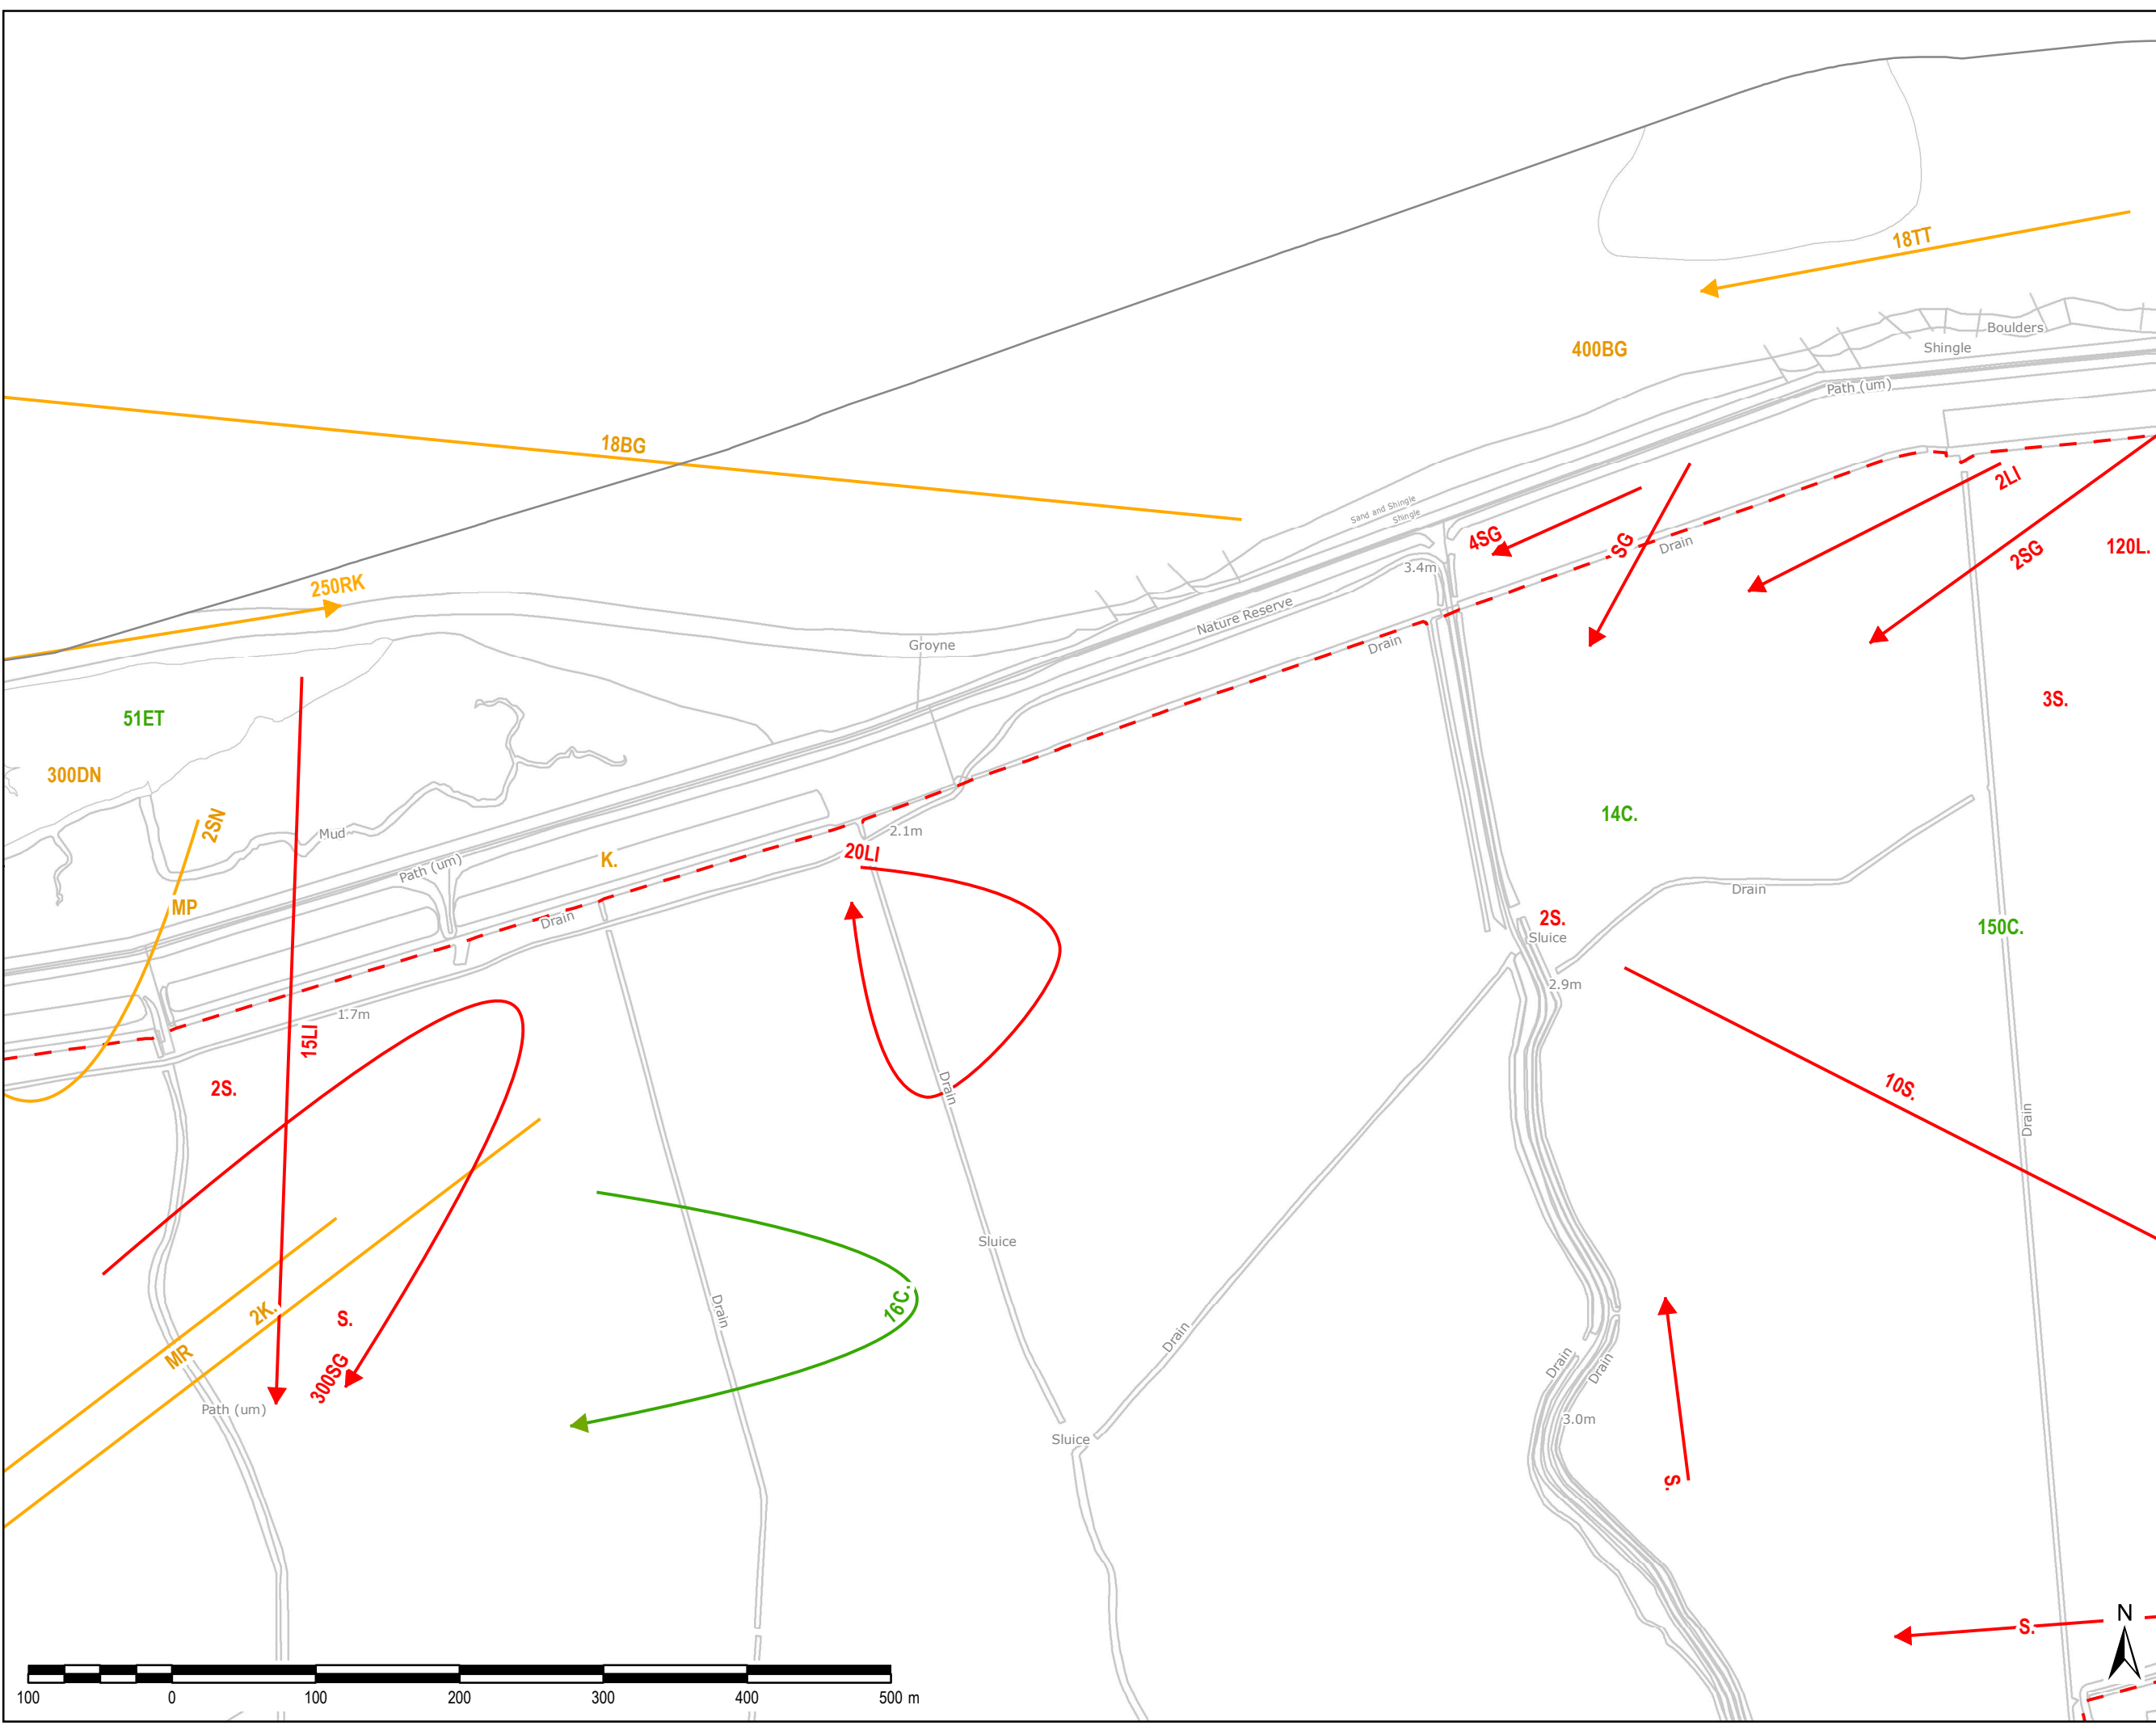 18TT
Boulders
Shingle
400BG
Path (um)
18BG
2LI
Sand and Shingle
Shingle
4SG
SG
Drain
2SG
120L.
3.4m
250RK
Nature Reserve
Groyne
Drain
3S.
51ET
300DN
2SN
Mud
2.1m
14C.
K.
20LI
Path (um)
Drain
MP
Drain
2S.
Sluice
150C.
2.9m
1.7m
15LI
2S.
Drain
10S.
Drain
Sluice
16C.
2K.
S.
Drain
Drain
MR
300SG
Drain
Drain
Path (um)
3.0m
Sluice
S.
N
S.
100 0 100 200 300 400 500 m